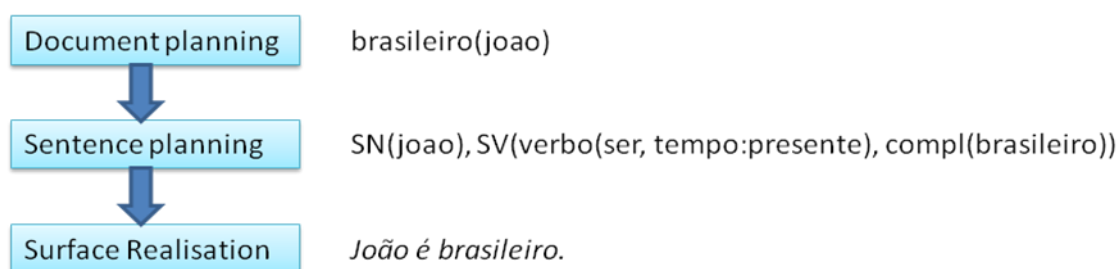 Document planning brasileiro(joao)
Sentence planning SN(joao), SV(verbo(ser, tempo:presente), compl(brasileiro))
Surface Realisation João é brasileiro.